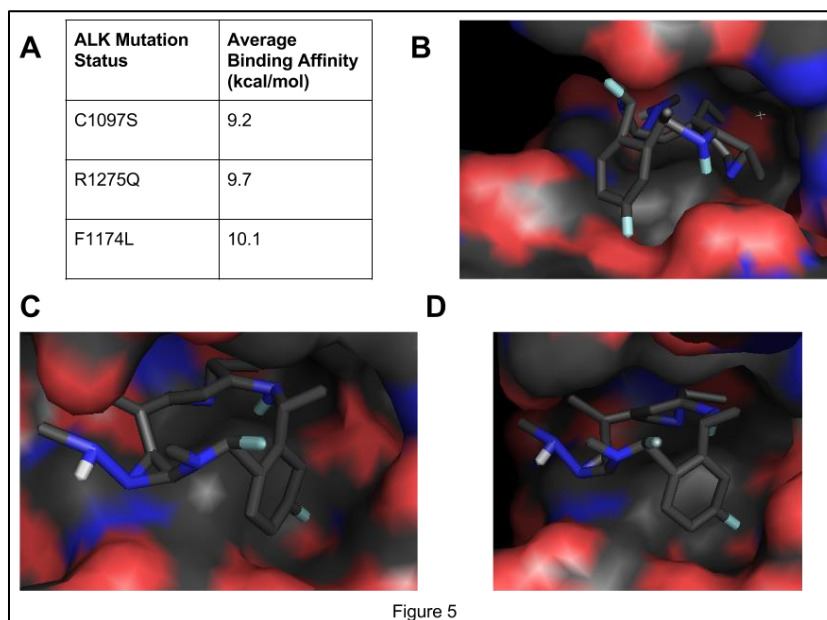 A
ALK Mutation Status
Average Binding Affinity (kcal/mol)
C1097S
9.2
R1275Q
9.7
F1174L
10.1
B
C
D
Figure 5